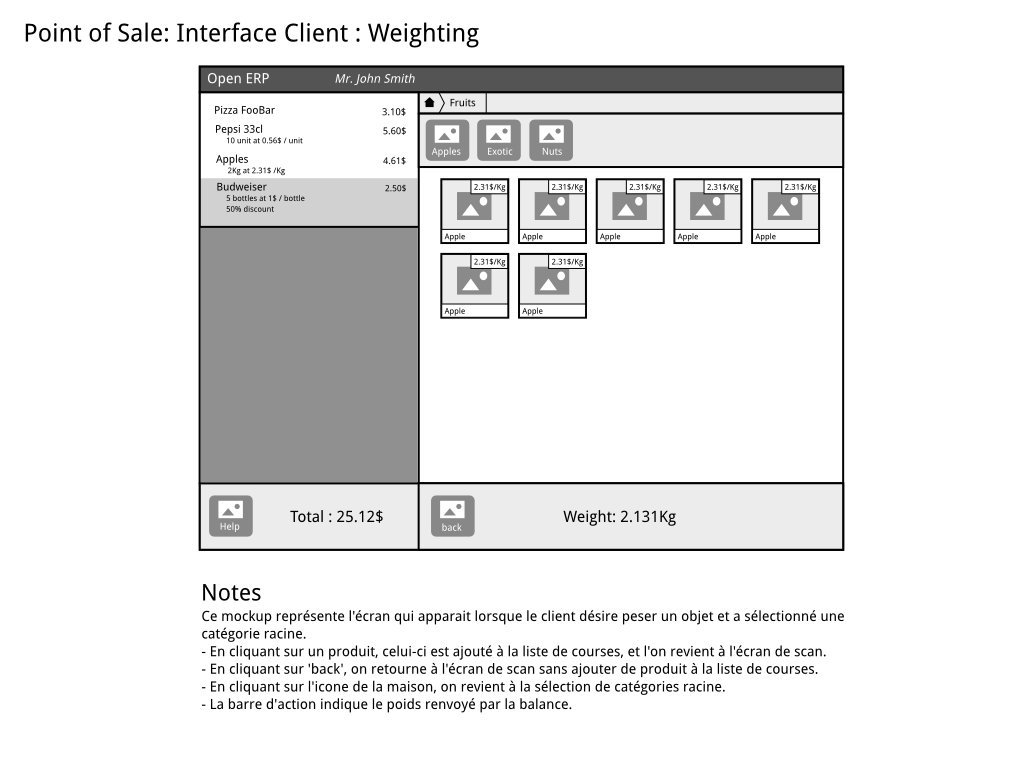 Point of Sale: Interface Client : Weighting
Open ERP Mr. John Smith
Pizza FooBar 3.10$
Pepsi 33cl 5.60$
10 unit at 0.56$ / unit
Apples 4.61$
2Kg at 2.31$ /Kg
Budweiser 2.50$
5 bottles at 1$ / bottle
50% discount
Fruits
Apples Exotic Nuts
2.31$/Kg 2.31$/Kg 2.31$/Kg 2.31$/Kg 2.31$/Kg
Apple Apple Apple Apple Apple
2.31$/Kg 2.31$/Kg
Apple Apple
Help Total : 25.12$
back Weight: 2.131Kg
Notes
Ce mockup représente l'écran qui apparait lorsque le client désire peser un objet et a sélectionné une
catégorie racine.
- En cliquant sur un produit, celui-ci est ajouté à la liste de courses, et l'on revient à l'écran de scan.
- En cliquant sur 'back', on retourne à l'écran de scan sans ajouter de produit à la liste de courses.
- En cliquant sur l'icone de la maison, on revient à la sélection de catégories racine.
- La barre d'action indique le poids renvoyé par la balance.